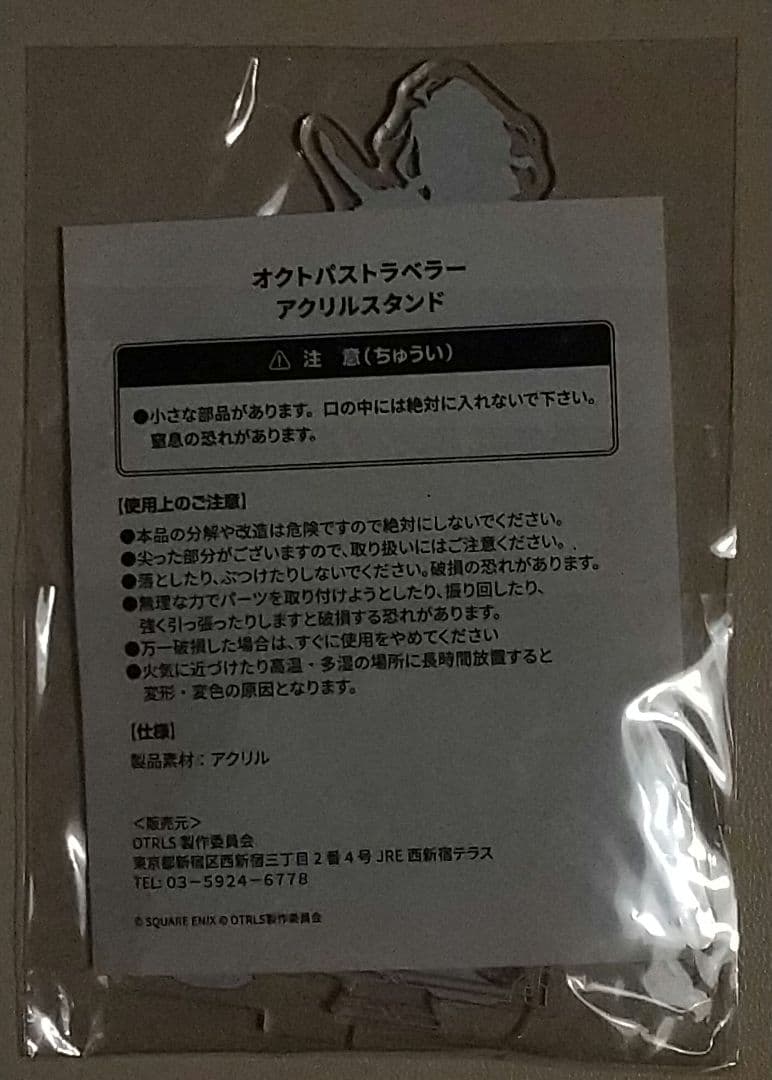 オクトパストラベラー
アクリルスタンド
⚠ 注 意(ちゅうい)
●小さな部品があります。口の中には絶対に入れないで下さい。
窒息の恐れがあります。
【使用上のご注意】
●本品の分解や改造は危険ですので絶対にしないでください。
●尖った部分がございますので、取り扱いにはご注意ください。
●落としたり、ぶつけたりしないでください。破損の恐れがあります。
●無理な力でパーツを取り付けようとしたり、振り回したり、
強く引っ張ったりしますと破損する恐れがあります。
●万一破損した場合は、すぐに使用をやめてください
●火気に近づけたり高温・多湿の場所に長時間放置すると
変形・変色の原因となります。
【仕様】
製品素材：アクリル
＜販売元＞
OTRLS 製作委員会
東京都新宿区西新宿三丁目2番4号 JRE 西新宿テラス
TEL: 03-5924-6778
© SQUARE ENIX © OTRLS製作委員会